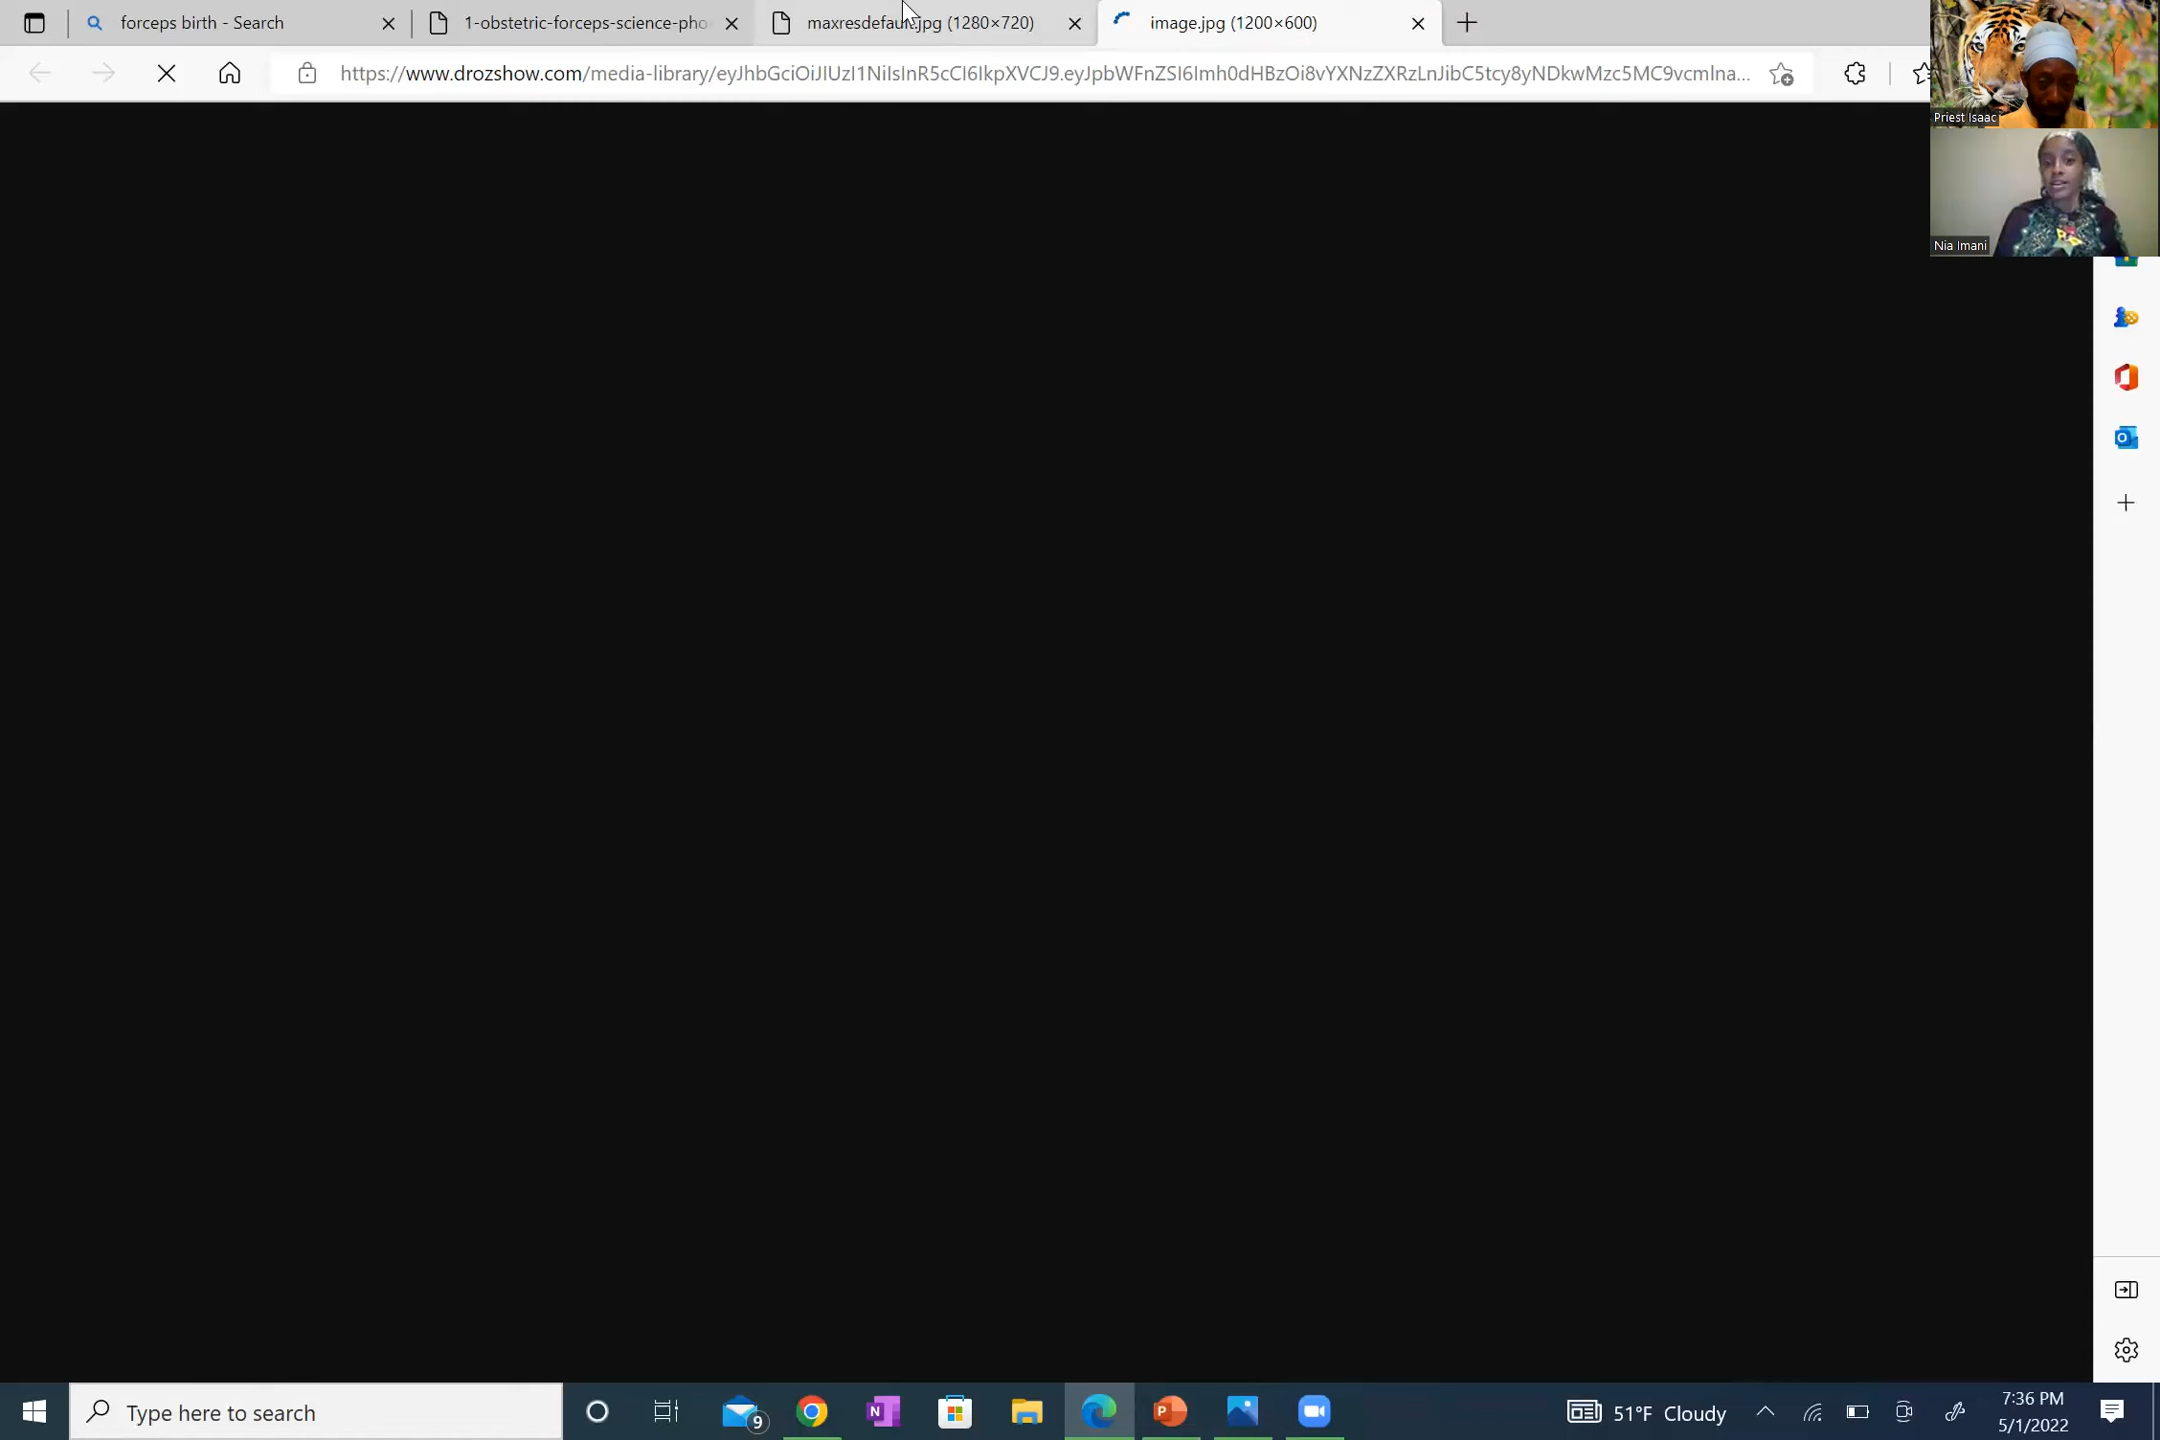 forceps birth - Search
1-obstetric-forceps-science-pho
maxresdefault.jpg (1280×720)
image.jpg (1200×600)
https://www.drozshow.com/media-library/eyJhbGciOiJIUzI1NiIsInR5cCI6IkpXVCJ9.eyJpbWFnZSI6Imh0dHBzOi8vYXNzZXRzLnJibC5tcy8yNDkwMzc5MC9vcmlna...
Priest Isaac
Nia Imani
Type here to search
9
51°F Cloudy
7:36 PM
5/1/2022